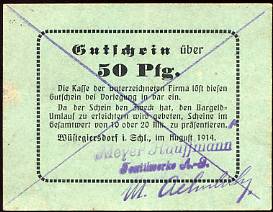 Gutschein über
50 Pfg.
Die Kasse der unterzeichneten Firma löst diesen
Gutschein bei Vorlegung in bar ein.
Da der Schein den Zweck hat, den Bargeld-
Umlauf zu erleichtern wird gebeten, Scheine im
Gesamtwert von 10 oder 20 Mk. zu präsentieren.
Wüstegiersdorf i. Schl., im August 1914.
Meyer Kauffmann
Textilwerke A.-G.
M.